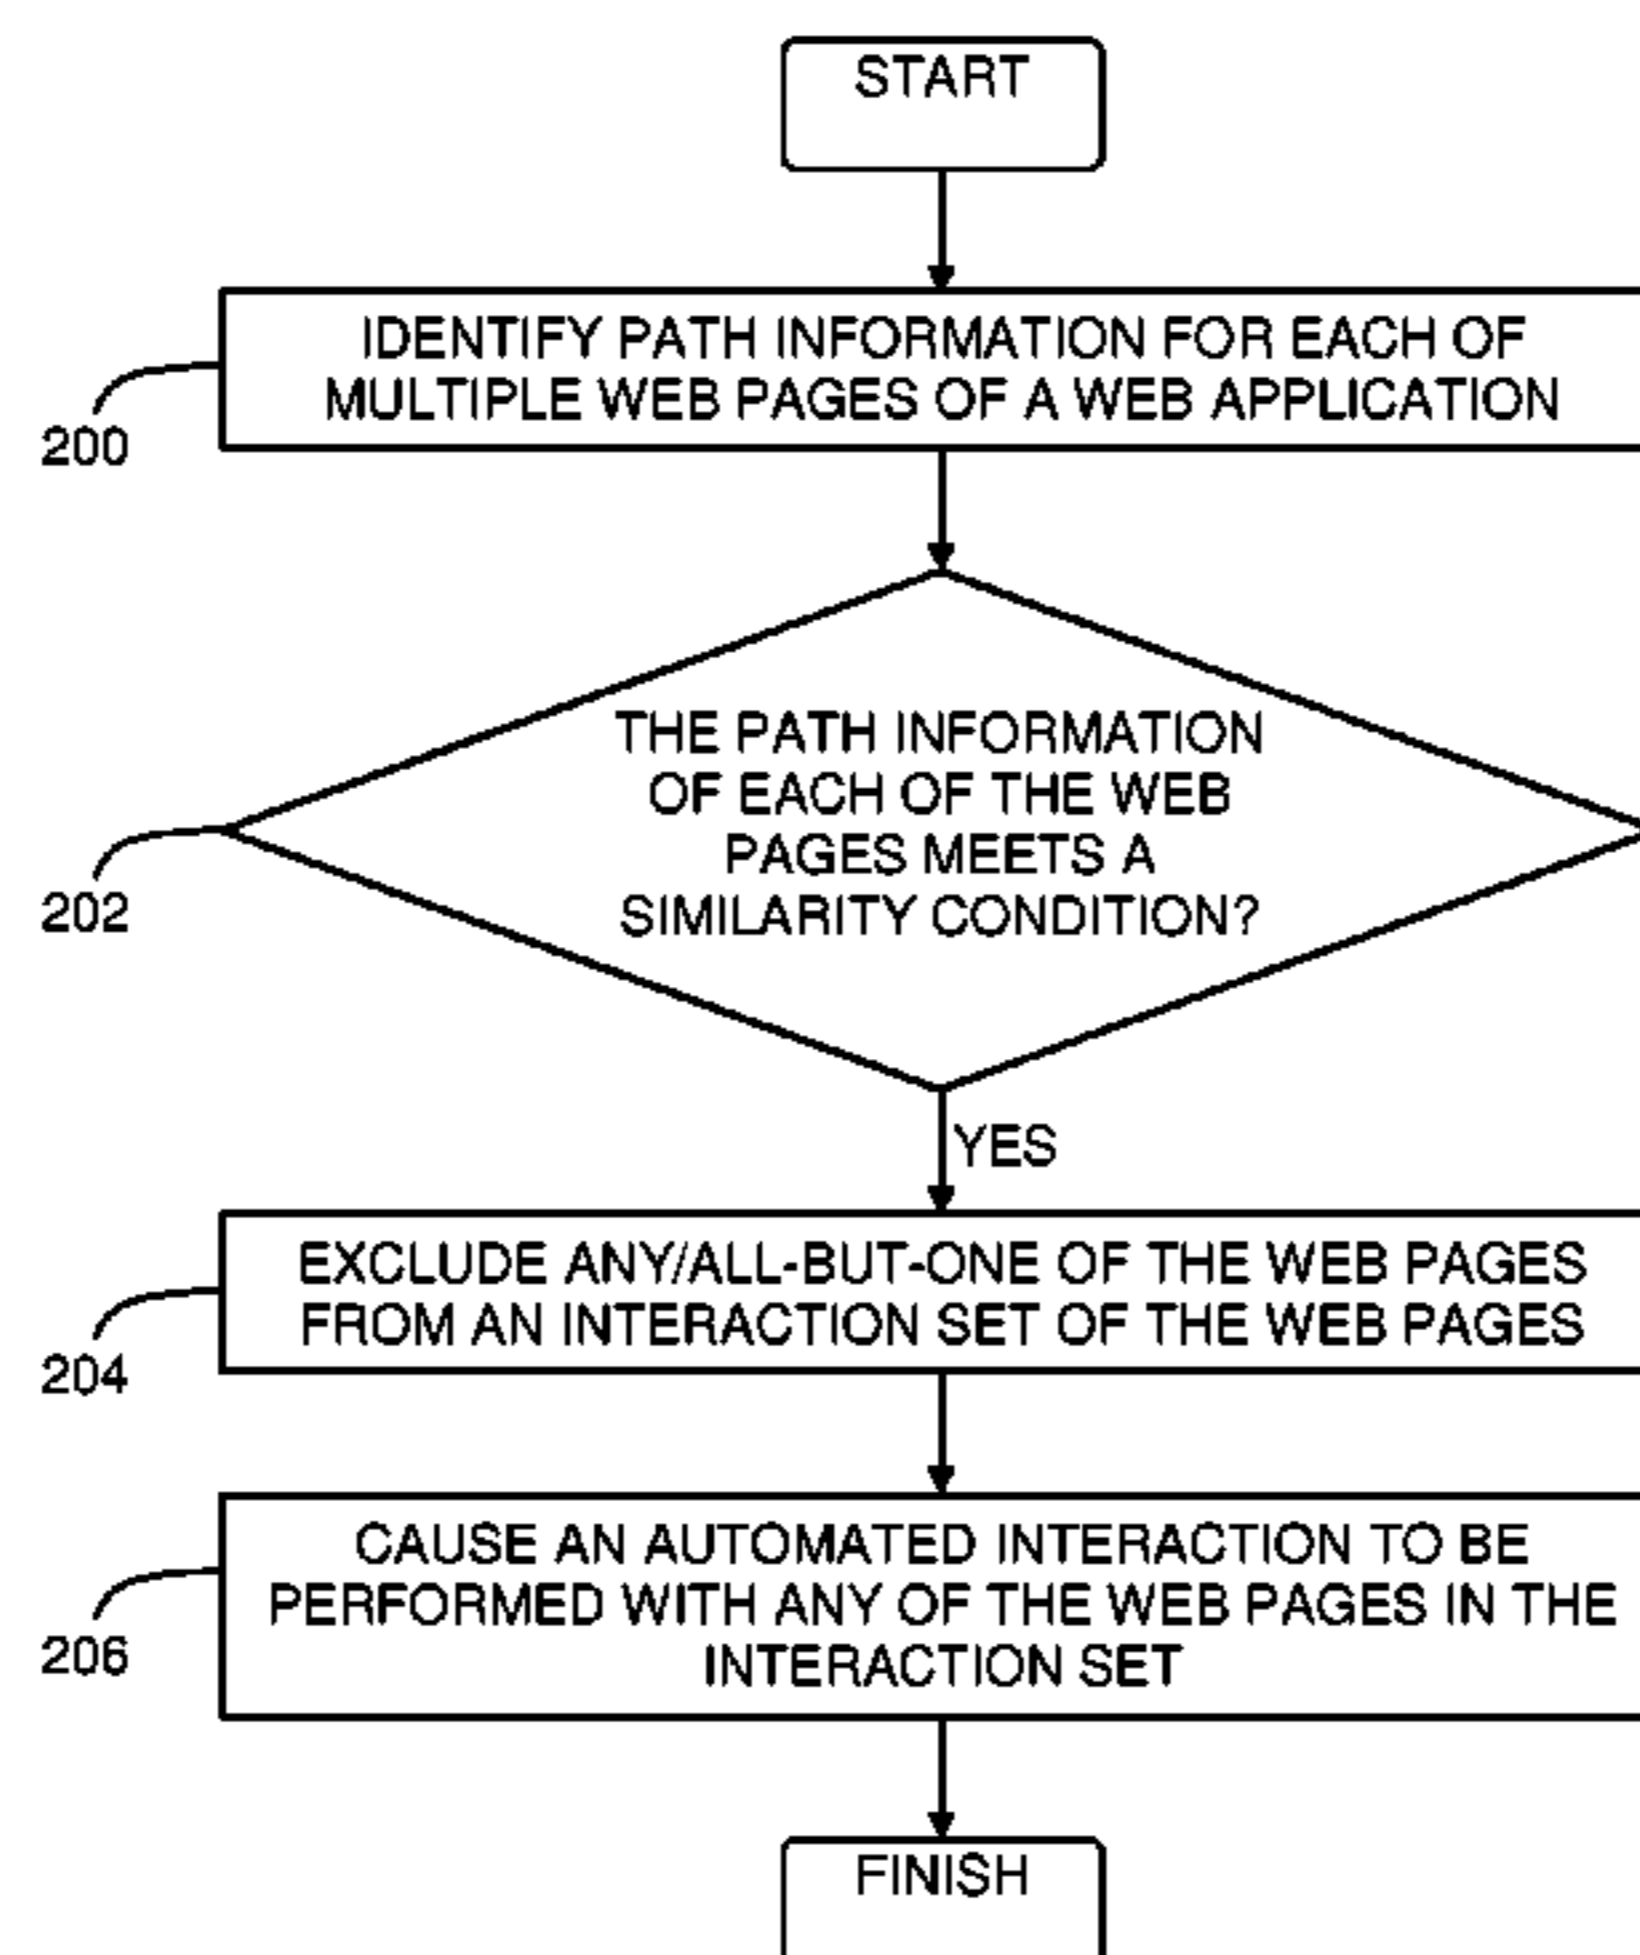 START
IDENTIFY PATH INFORMATION FOR EACH OF
MULTIPLE WEB PAGES OF A WEB APPLICATION
200
THE PATH INFORMATION
OF EACH OF THE WEB
PAGES MEETS A
SIMILARITY CONDITION?
202
YES
EXCLUDE ANY/ALL-BUT-ONE OF THE WEB PAGES
FROM AN INTERACTION SET OF THE WEB PAGES
204
CAUSE AN AUTOMATED INTERACTION TO BE
PERFORMED WITH ANY OF THE WEB PAGES IN THE
INTERACTION SET
206
FINISH